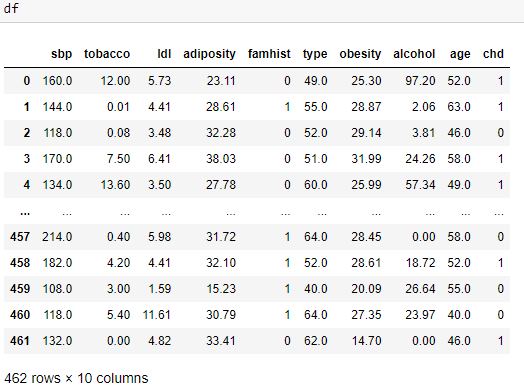 df
sbp tobacco ldl adiposity famhist type obesity alcohol age chd
0 160.0 12.00 5.73 23.11 0 49.0 25.30 97.20 52.0 1
1 144.0 0.01 4.41 28.61 1 55.0 28.87 2.06 63.0 1
2 118.0 0.08 3.48 32.28 0 52.0 29.14 3.81 46.0 0
3 170.0 7.50 6.41 38.03 0 51.0 31.99 24.26 58.0 1
4 134.0 13.60 3.50 27.78 0 60.0 25.99 57.34 49.0 1
... ... ... ... ... ... ... ... ... ... ...
457 214.0 0.40 5.98 31.72 1 64.0 28.45 0.00 58.0 0
458 182.0 4.20 4.41 32.10 1 52.0 28.61 18.72 52.0 1
459 108.0 3.00 1.59 15.23 1 40.0 20.09 26.64 55.0 0
460 118.0 5.40 11.61 30.79 1 64.0 27.35 23.97 40.0 0
461 132.0 0.00 4.82 33.41 0 62.0 14.70 0.00 46.0 1
462 rows × 10 columns